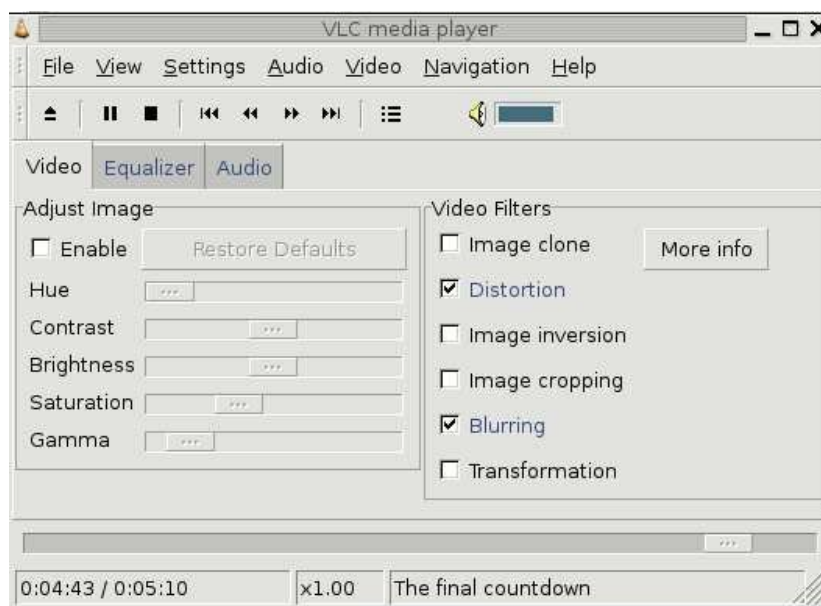 VLC media player
File View Settings Audio Video Navigation Help
Video Equalizer Audio
Adjust Image
Enable Restore Defaults
Hue
Contrast
Brightness
Saturation
Gamma
Video Filters
Image clone More info
Distortion
Image inversion
Image cropping
Blurring
Transformation
0:04:43 / 0:05:10 x1.00 The final countdown